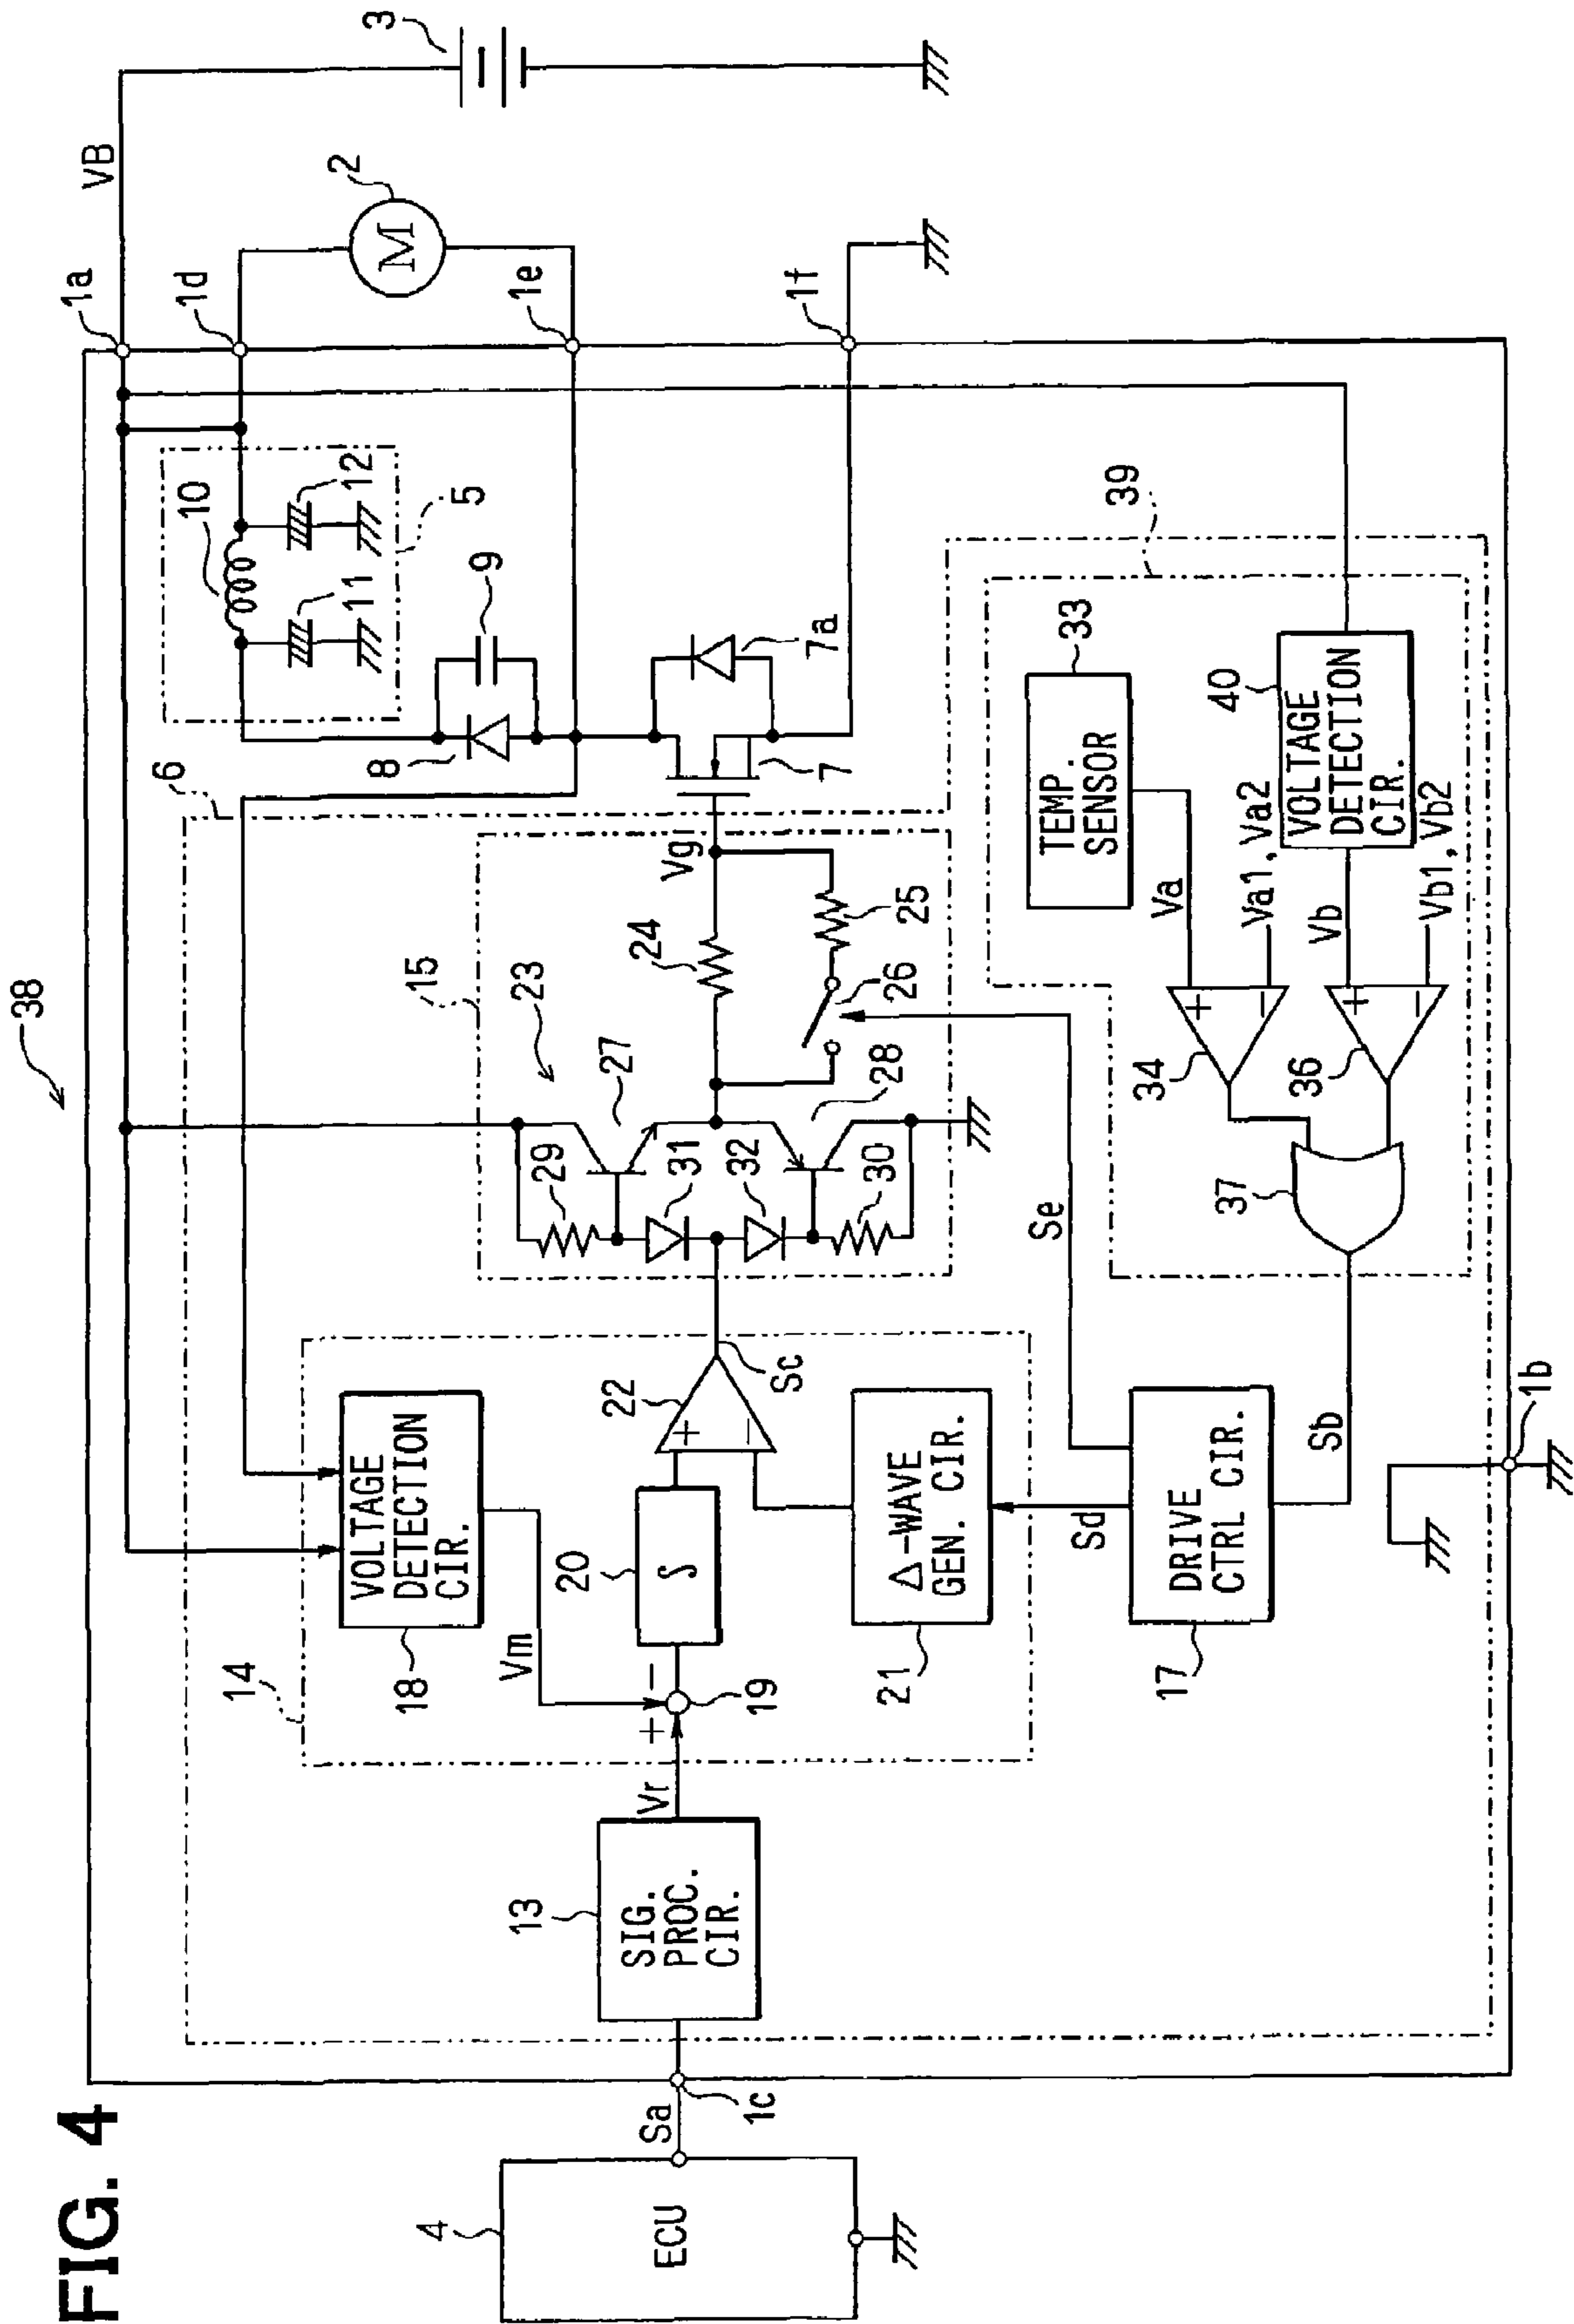 FIG. 4
38
3
VB
1a
2
M
1d
1e
1f
10
12
11
5
9
8
7a
7
6
15
23
Vg
24
25
26
27
28
29
31
32
30
39
33
TEMP.
SENSOR
40
VOLTAGE
DETECTION
CIR.
Va
Va1, Va2
Vb
Vb1, Vb2
+
−
34
+
−
36
37
Se
14
VOLTAGE
DETECTION
CIR.
18
Vm
22
+
−
Sc
20
∫
−
+
19
Δ-WAVE
GEN. CIR.
21
Sd
DRIVE
CTRL CIR.
17
Sb
1b
Vr
13
SIG.
PROC.
CIR.
1c
Sa
4
ECU